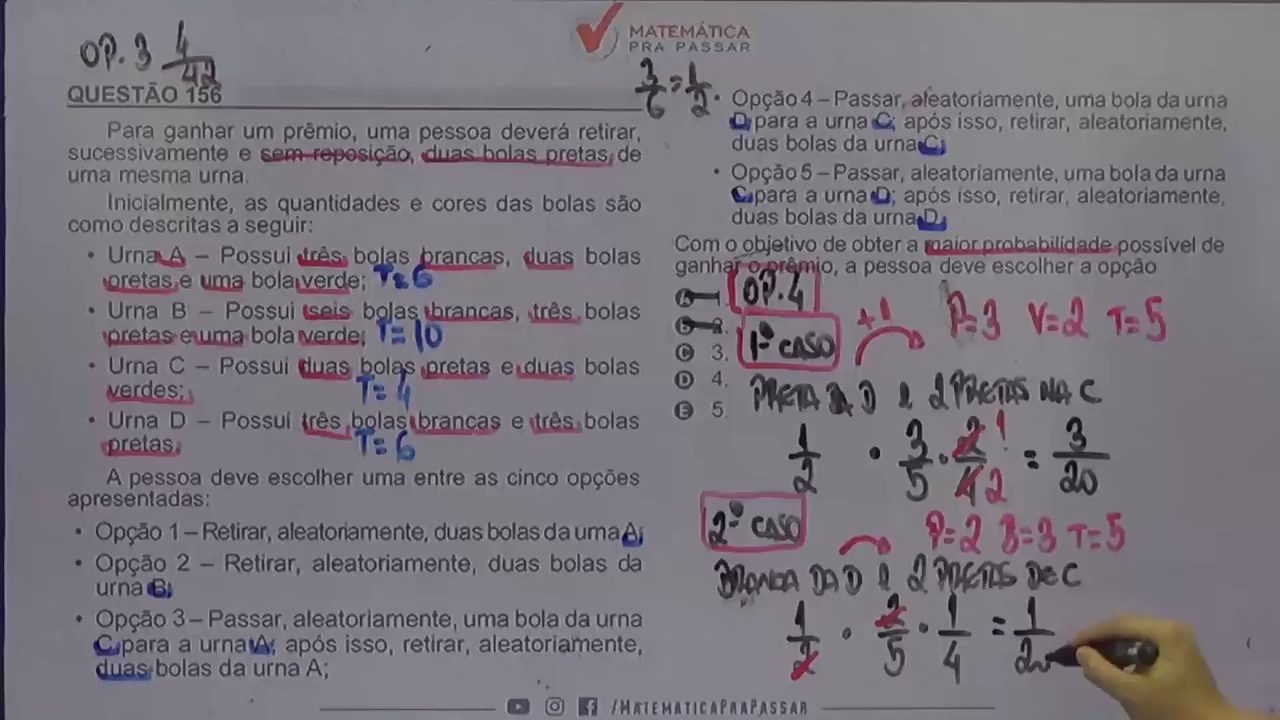 MATEMÁTICA
PRA PASSAR
OP. 3 4/42
QUESTÃO 156
Para ganhar um prêmio, uma pessoa deverá retirar,
sucessivamente e sem reposição, duas bolas pretas de
uma mesma urna.
Inicialmente, as quantidades e cores das bolas são
como descritas a seguir:
• Urna A – Possui três bolas brancas, duas bolas
pretas e uma bola verde; T=6
• Urna B – Possui seis bolas brancas, três bolas
pretas e uma bola verde; T=10
• Urna C – Possui duas bolas pretas e duas bolas
verdes; T=4
• Urna D – Possui três bolas brancas e três bolas
pretas. T=6
A pessoa deve escolher uma entre as cinco opções
apresentadas:
• Opção 1 – Retirar, aleatoriamente, duas bolas da urna A;
• Opção 2 – Retirar, aleatoriamente, duas bolas da
urna B;
• Opção 3 – Passar, aleatoriamente, uma bola da urna
C para a urna A; após isso, retirar, aleatoriamente,
duas bolas da urna A;
3/6 = 1/2
• Opção 4 – Passar, aleatoriamente, uma bola da urna
D para a urna C; após isso, retirar, aleatoriamente,
duas bolas da urna C;
• Opção 5 – Passar, aleatoriamente, uma bola da urna
C para a urna D; após isso, retirar, aleatoriamente,
duas bolas da urna D.
Com o objetivo de obter a maior probabilidade possível de
ganhar o prêmio, a pessoa deve escolher a opção
A 1.
B 2.
C 3.
D 4.
E 5.
OP.4
1º CASO +1 P=3 V=2 T=5
PRETA DA D E 2 PRETAS NA C
1/2 · 3/5 · 2/4 1 2 = 3/20
2º CASO P=2 B=3 T=5
BRANCA DA D E 2 PRETAS DE C
1/2 · 2/5 · 1/4 = 1/20
/MATEMATICAPRAPASSAR